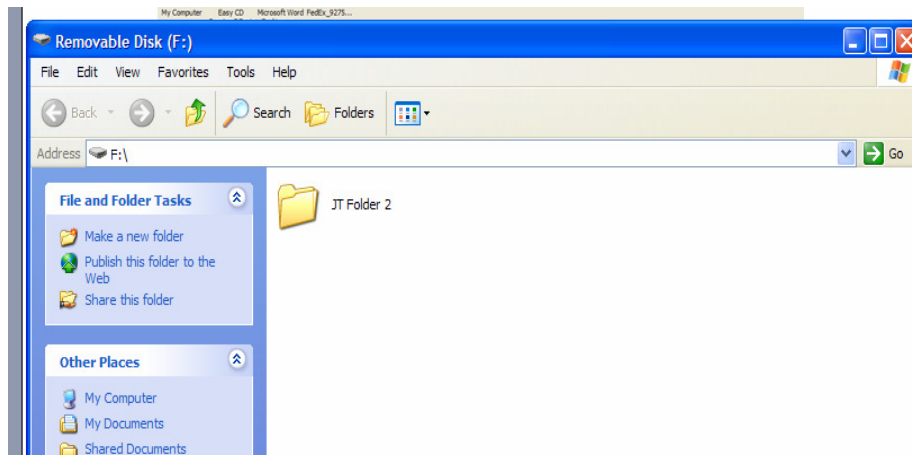 My Computer Easy CD Microsoft Word FedEx_9275...
Removable Disk (F:)
File Edit View Favorites Tools Help
Back Search Folders
Address F:\ Go
File and Folder Tasks
Make a new folder
Publish this folder to the
Web
Share this folder
Other Places
My Computer
My Documents
Shared Documents
JT Folder 2